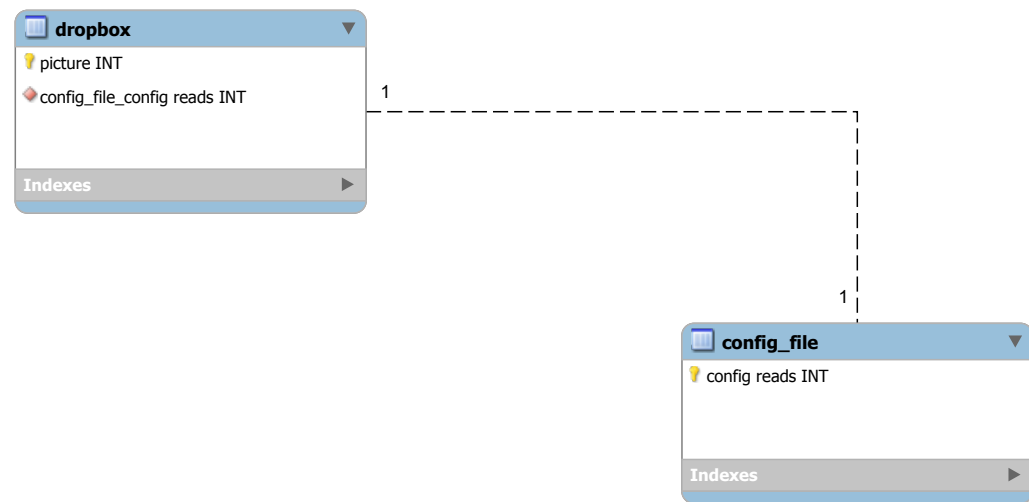 dropbox
picture INT
config_file_config reads INT
Indexes
1
1
config_file
config reads INT
Indexes